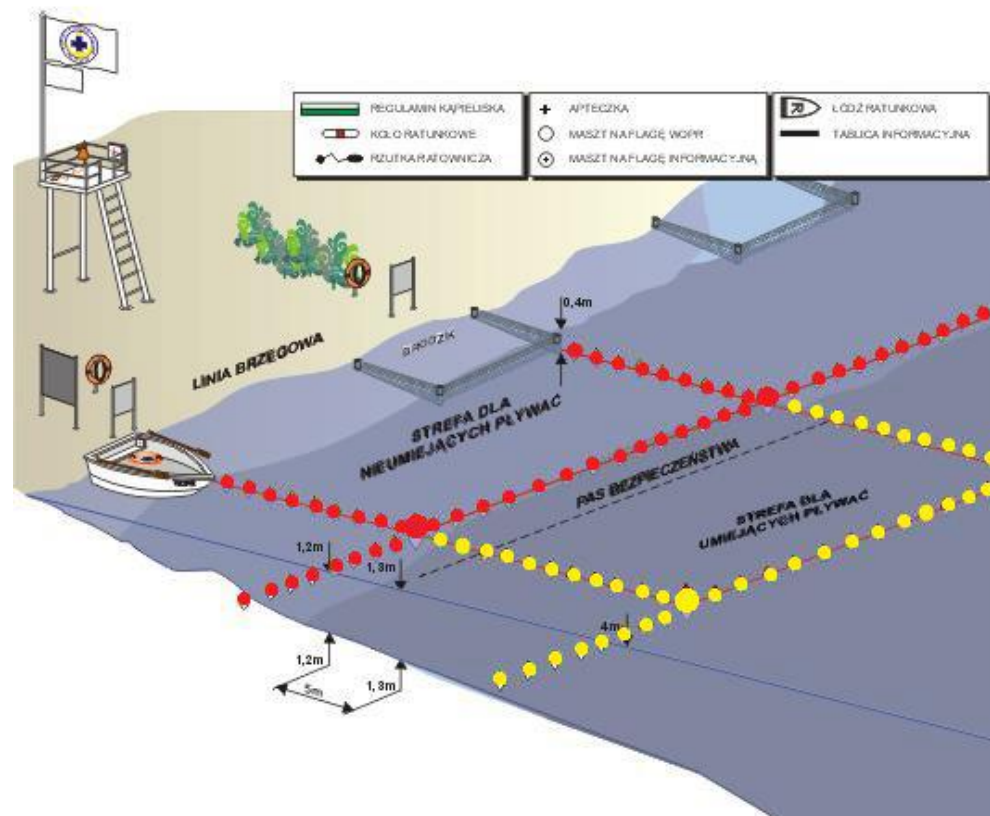 REGULAMIN KĄPIELISKA
KOŁO RATUNKOWE
RZUTKA RATOWNICZA
APTECZKA
MASZT NA FLAGĘ WOPR
MASZT NA FLAGĘ INFORMACYJNĄ
ŁÓDŹ RATUNKOWA
TABLICA INFORMACYJNA
0,4m
BRODZIK
LINIA BRZEGOWA
STREFA DLA
NIEUMIEJĄCYCH PŁYWAĆ
PAS BEZPIECZEŃSTWA
STREFA DLA
UMIEJĄCYCH PŁYWAĆ
1,2m
1,3m
4m
1,2m
1,3m
5m